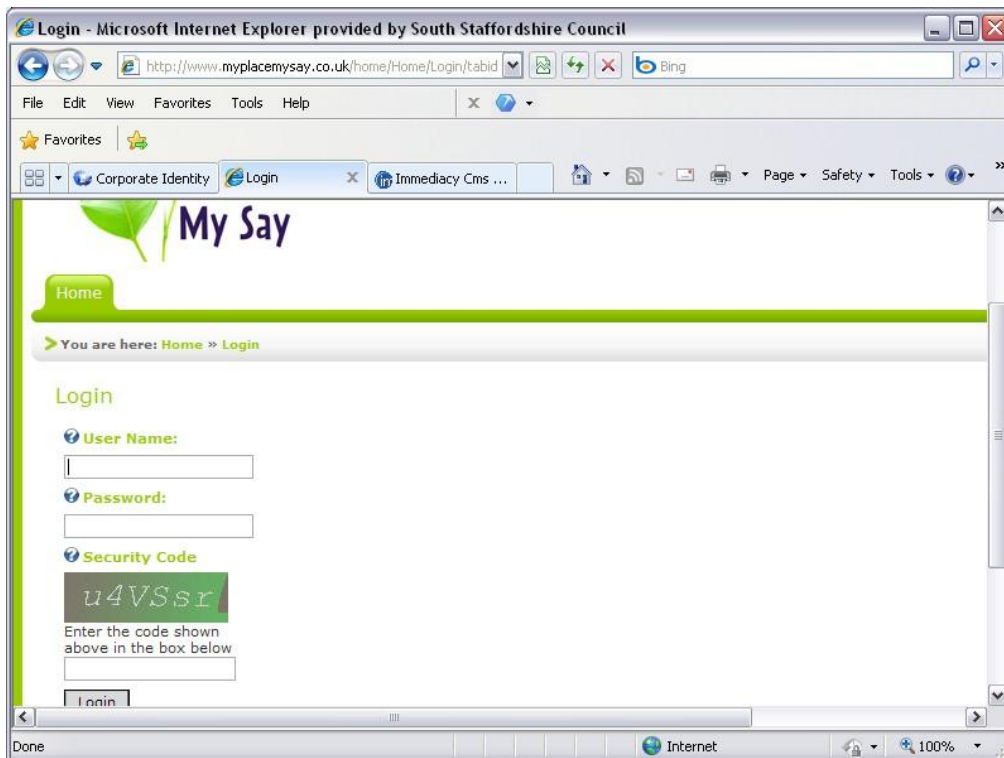 Login - Microsoft Internet Explorer provided by South Staffordshire Council
http://www.myplacemysay.co.uk/home/Home/Login/tabid Bing
File Edit View Favorites Tools Help
Favorites
Corporate Identity Login Immediacy Cms ... Page Safety Tools
My Say
Home
You are here: Home » Login
Login
User Name:
Password:
Security Code
u4VSsr
Enter the code shown
above in the box below
Login
Done Internet 100%